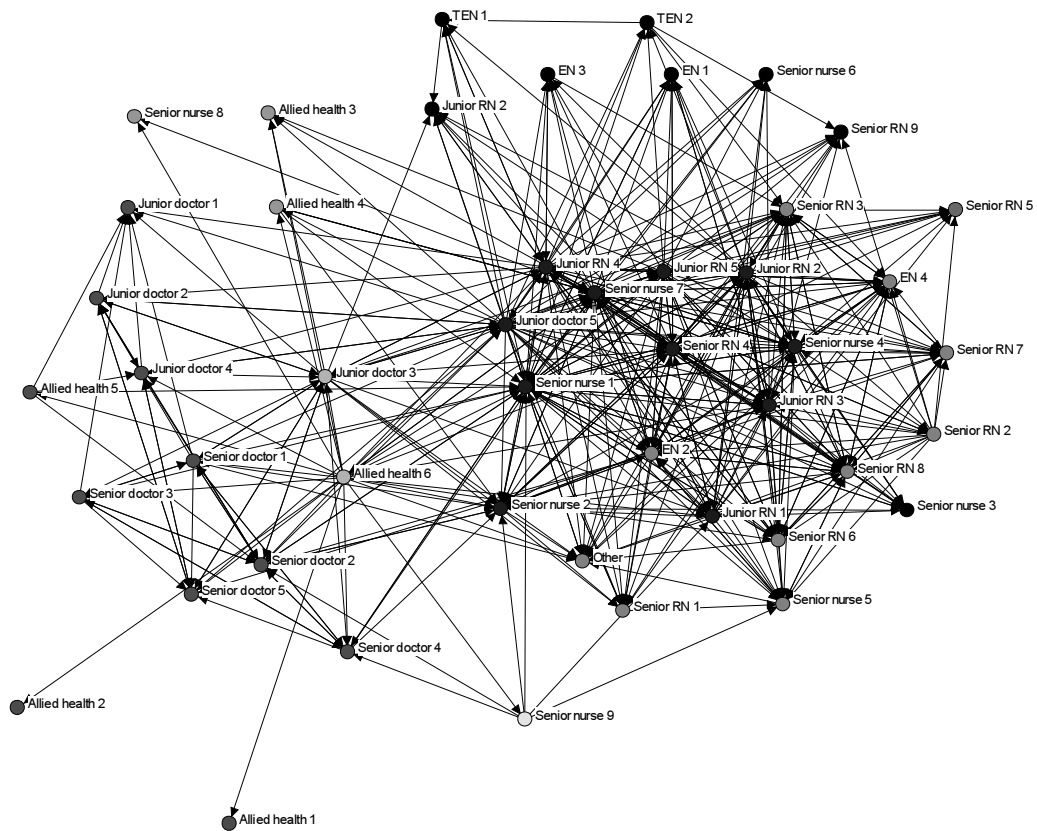 TEN 1
TEN 2
EN 3
EN 1
Senior nurse 6
Senior nurse 8
Allied health 3
Junior RN 2
Senior RN 9
Junior doctor 1
Allied health 4
Senior RN 3
Senior RN 5
Junior RN 4
Junior RN 5
Junior RN 2
EN 4
Senior nurse 7
Junior doctor 2
Junior doctor 5
Senior RN 4
Senior nurse 4
Senior RN 7
Junior doctor 4
Junior doctor 3
Senior nurse 1
Allied health 5
Junior RN 3
Senior RN 2
Senior doctor 1
EN 2
Senior RN 8
Allied health 6
Senior doctor 3
Senior nurse 2
Junior RN 1
Senior nurse 3
Senior RN 6
Senior doctor 2
Other
Senior doctor 5
Senior RN 1
Senior nurse 5
Senior doctor 4
Allied health 2
Senior nurse 9
Allied health 1